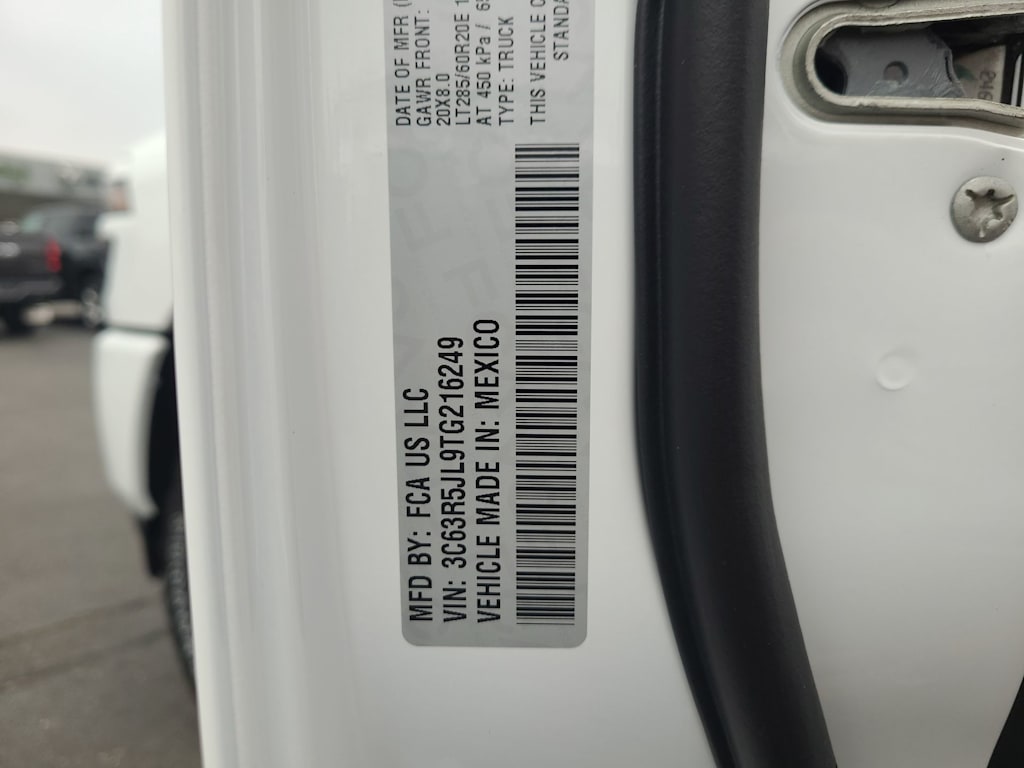 MFD BY: FCA US LLC
VIN: 3C63R5JL9TG216249
VEHICLE MADE IN: MEXICO
DATE OF MFR
GAWR FRONT:
20X8.0
LT285/60R20E
AT 450 kPa /
TYPE: TRUCK
THIS VEHICLE